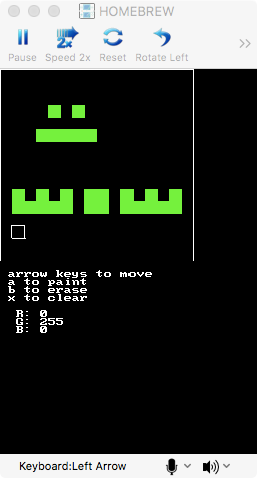 HOMEBREW
Pause Speed 2x Reset Rotate Left
2x
arrow keys to move
a to paint
b to erase
x to clear
R: 0
G: 255
B: 0
Keyboard:Left Arrow